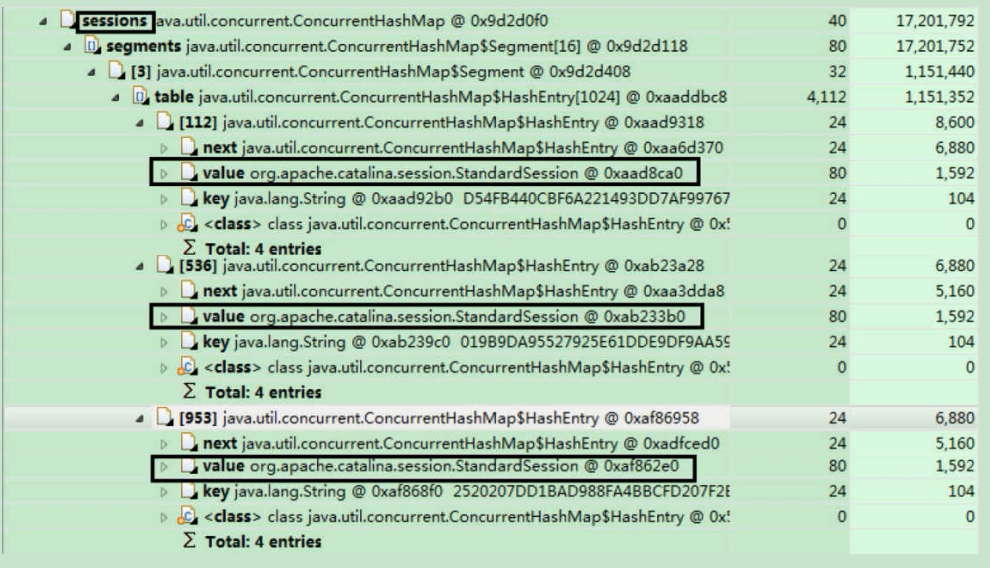 sessions java.util.concurrent.ConcurrentHashMap @ 0x9d2d0f0 40 17,201,792
segments java.util.concurrent.ConcurrentHashMap$Segment[16] @ 0x9d2d118 80 17,201,752
[3] java.util.concurrent.ConcurrentHashMap$Segment @ 0x9d2d408 32 1,151,440
table java.util.concurrent.ConcurrentHashMap$HashEntry[1024] @ 0xaaddbc8 4,112 1,151,352
[112] java.util.concurrent.ConcurrentHashMap$HashEntry @ 0xaad9318 24 8,600
next java.util.concurrent.ConcurrentHashMap$HashEntry @ 0xaa6d370 24 6,880
value org.apache.catalina.session.StandardSession @ 0xaad8ca0 80 1,592
key java.lang.String @ 0xaad92b0 D54FB440CBF6A221493DD7AF99767 24 104
<class> class java.util.concurrent.ConcurrentHashMap$HashEntry @ 0x 0 0
Σ Total: 4 entries
[536] java.util.concurrent.ConcurrentHashMap$HashEntry @ 0xab23a28 24 6,880
next java.util.concurrent.ConcurrentHashMap$HashEntry @ 0xaa3dda8 24 5,160
value org.apache.catalina.session.StandardSession @ 0xab233b0 80 1,592
key java.lang.String @ 0xab239c0 019B9DA95527925E61DDE9DF9AA59 24 104
<class> class java.util.concurrent.ConcurrentHashMap$HashEntry @ 0x 0 0
Σ Total: 4 entries
[953] java.util.concurrent.ConcurrentHashMap$HashEntry @ 0xaf86958 24 6,880
next java.util.concurrent.ConcurrentHashMap$HashEntry @ 0xadfced0 24 5,160
value org.apache.catalina.session.StandardSession @ 0xaf862e0 80 1,592
key java.lang.String @ 0xaf868f0 2520207DD1BAD988FA4BBCFD207F2E 24 104
<class> class java.util.concurrent.ConcurrentHashMap$HashEntry @ 0x 0 0
Σ Total: 4 entries